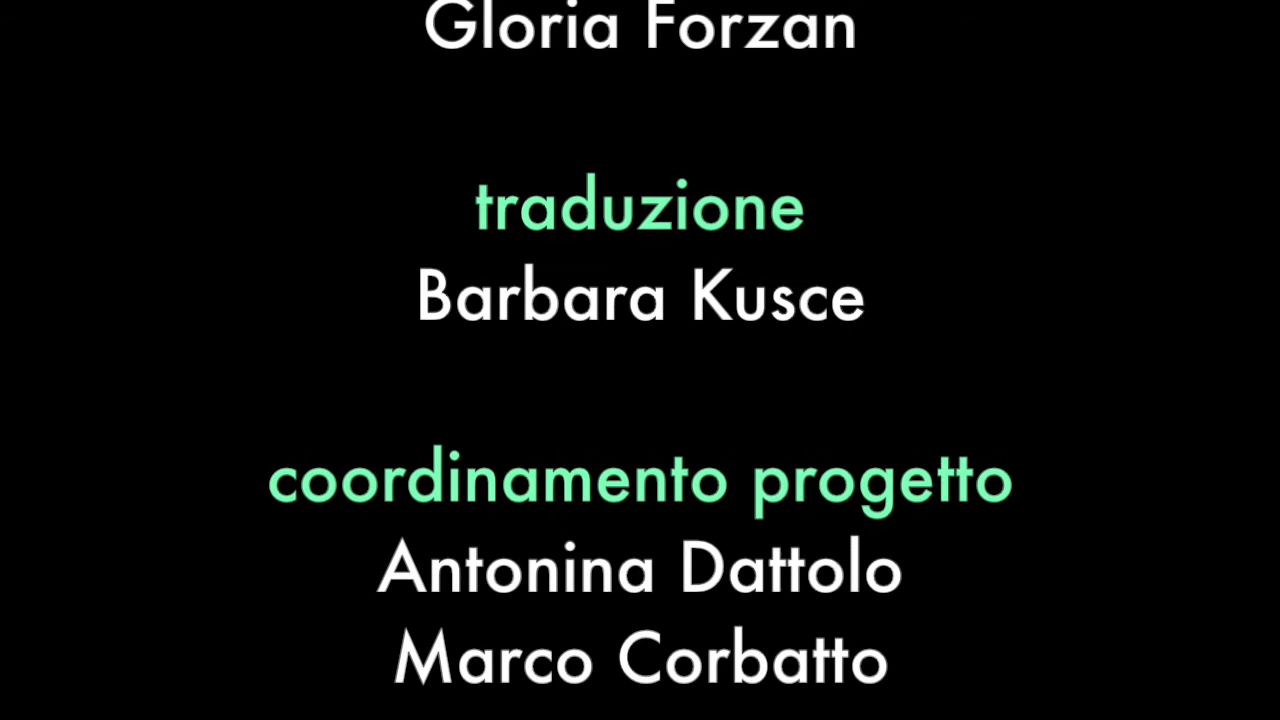 Gloria Forzan
traduzione
Barbara Kusce
coordinamento progetto
Antonina Dattolo
Marco Corbatto